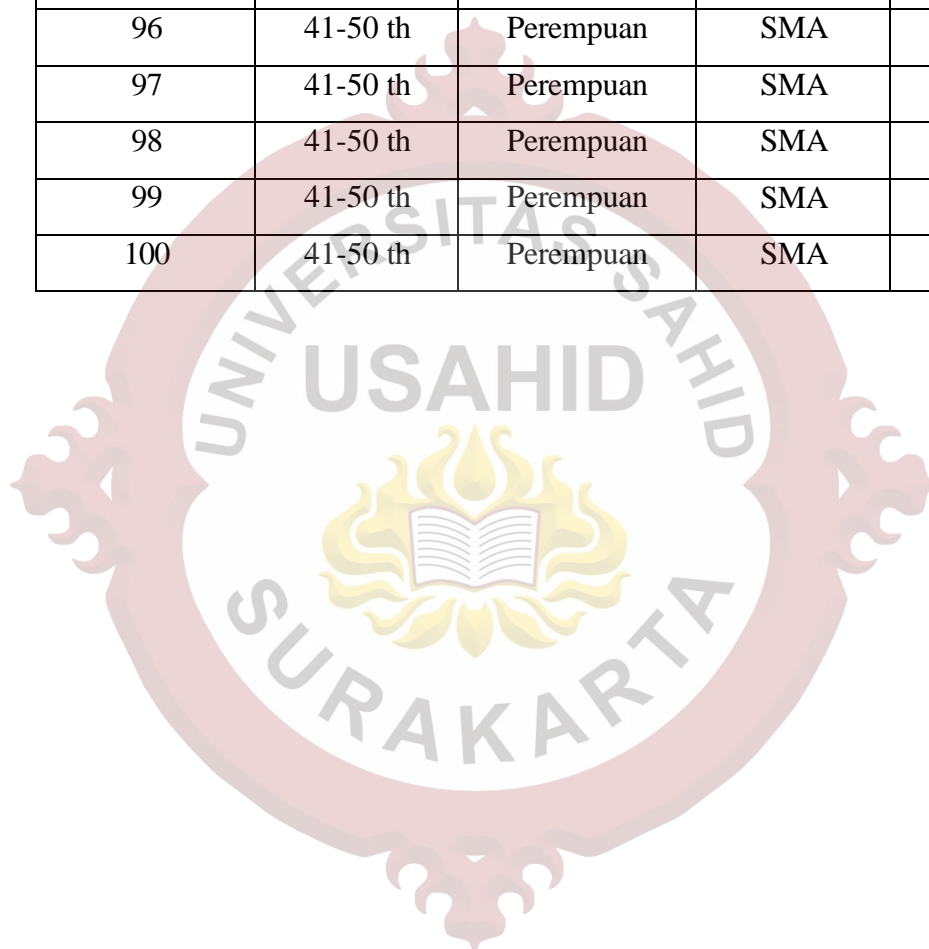 96 41-50 th Perempuan SMA
97 41-50 th Perempuan SMA
98 41-50 th Perempuan SMA
99 41-50 th Perempuan SMA
100 41-50 th Perempuan SMA
UNIVERSITAS SAHID
USAHID
SURAKARTA